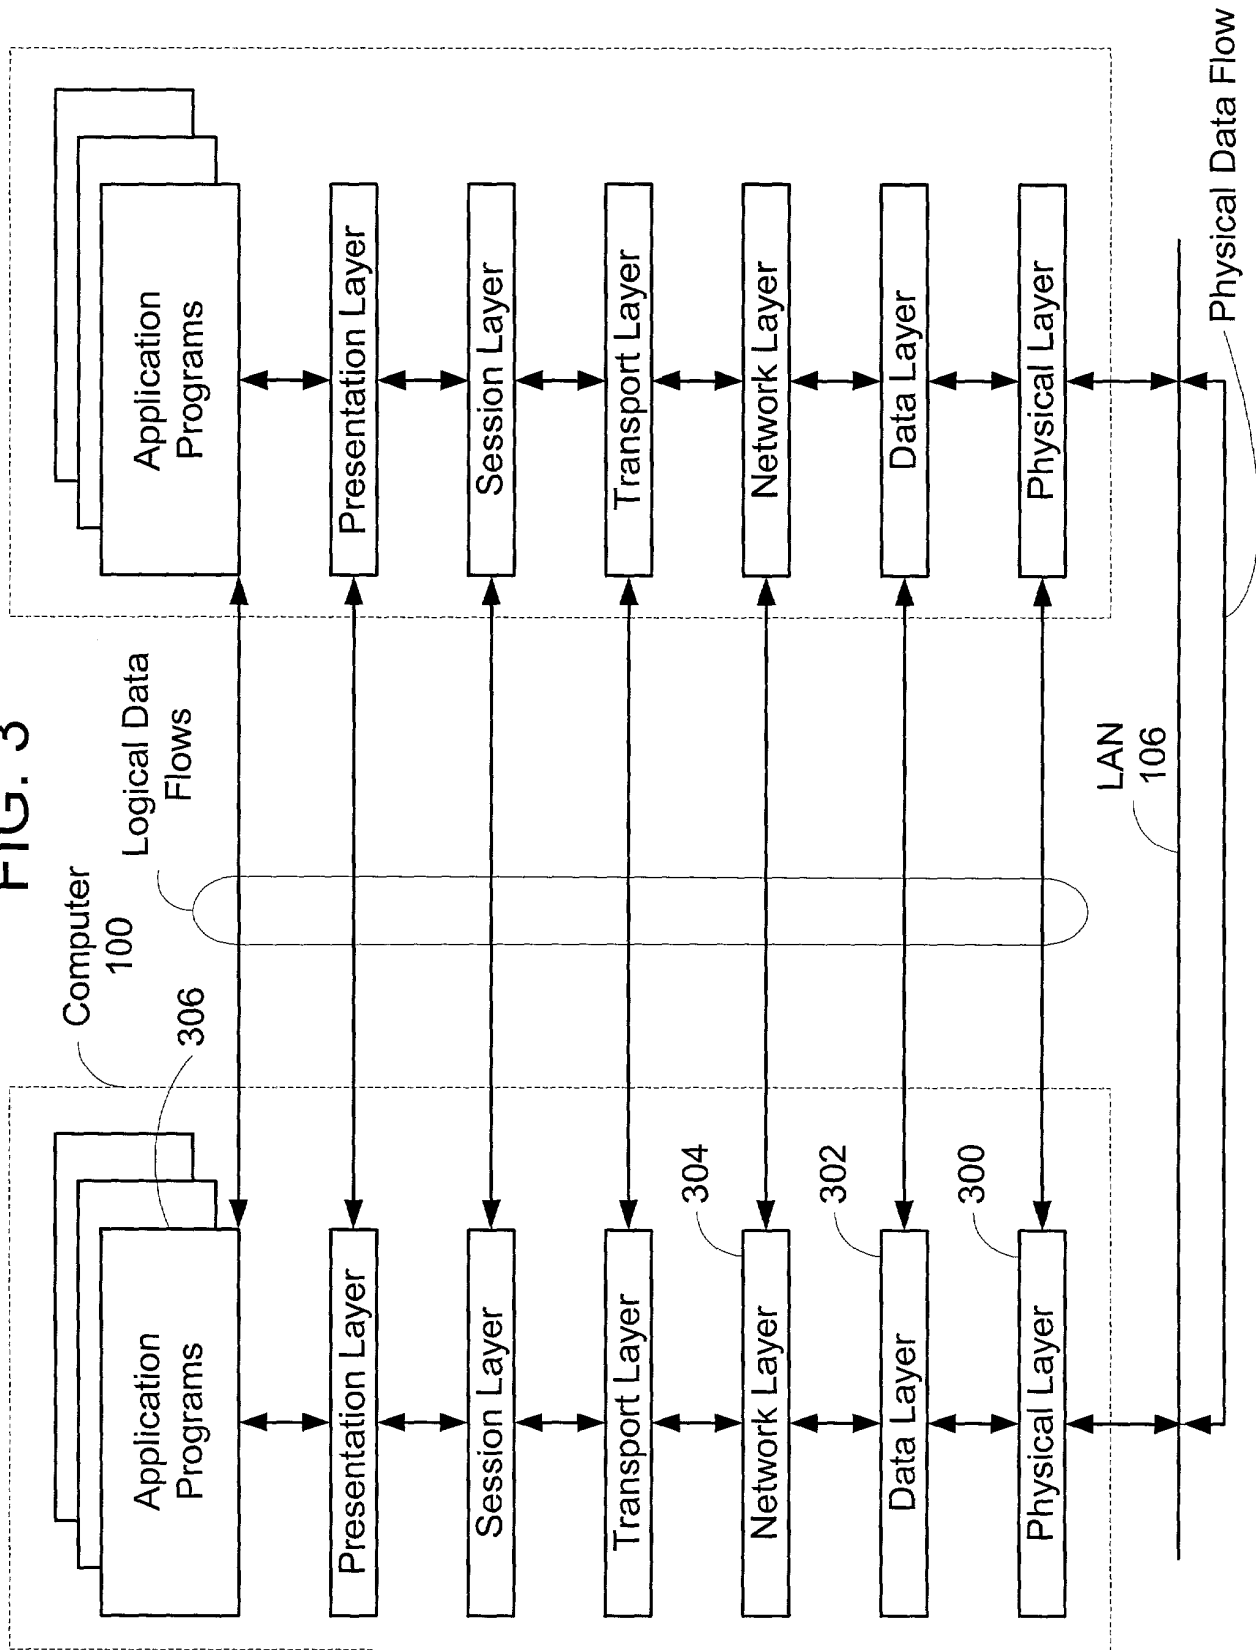 FIG. 3
Computer
100
306
Logical Data
Flows
Application
Programs
Presentation Layer
Session Layer
Transport Layer
Network Layer
304
Data Layer
302
Physical Layer
300
Application
Programs
Presentation Layer
Session Layer
Transport Layer
Network Layer
Data Layer
Physical Layer
LAN
106
Physical Data Flow